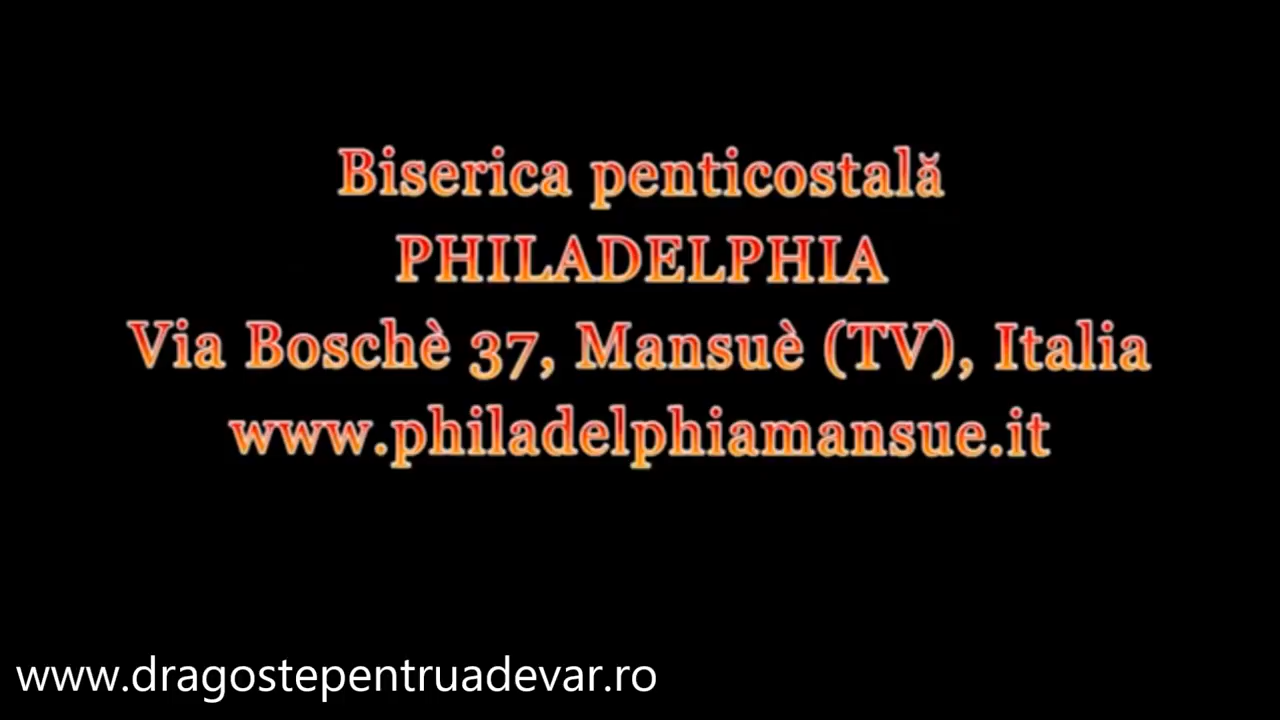 Biserica penticostală
PHILADELPHIA
Via Boschè 37, Mansuè (TV), Italia
www.philadelphiamansue.it
www.dragostepentruadevar.ro